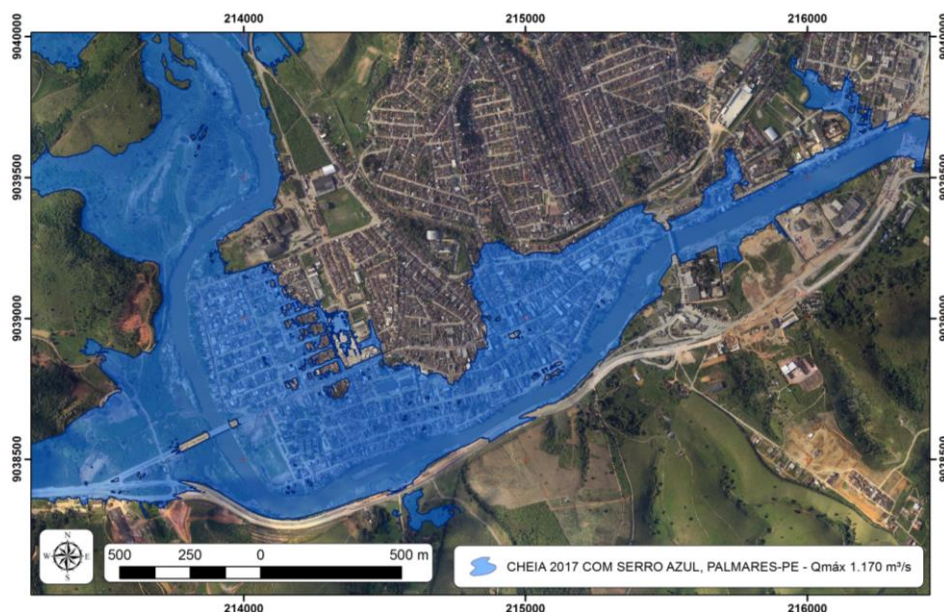 214000 215000 216000
9040000 9040000
9039500 9039500
9039000 9039000
9038500 9038500
N
W E
S
500 250 0 500 m
CHEIA 2017 COM SERRO AZUL, PALMARES-PE - Qmáx 1.170 m³/s
214000 215000 216000